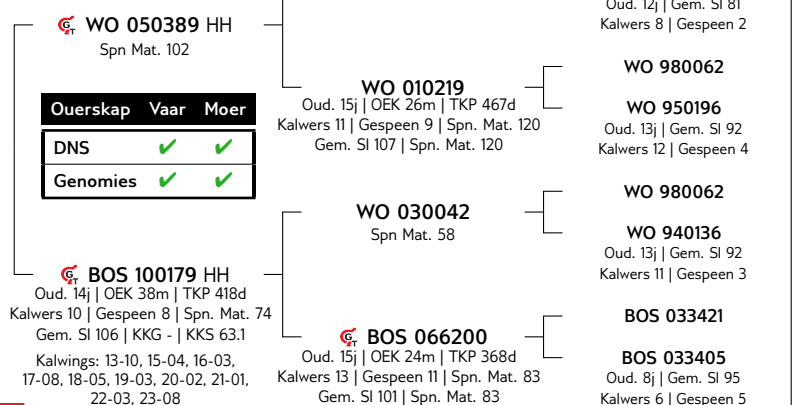 WO 050389 HH
Spn Mat. 102
Ouerskap Vaar Moer
DNS ✔ ✔
Genomies ✔ ✔
BOS 100179 HH
Oud. 14j | OEK 38m | TKP 418d
Kalwers 10 | Gespeen 8 | Spn. Mat. 74
Gem. SI 106 | KKG - | KKS 63.1
Kalwings: 13-10, 15-04, 16-03,
17-08, 18-05, 19-03, 20-02, 21-01,
22-03, 23-08
WO 010219
Oud. 15j | OEK 26m | TKP 467d
Kalwers 11 | Gespeen 9 | Spn. Mat. 120
Gem. SI 107 | Spn. Mat. 120
WO 030042
Spn Mat. 58
BOS 066200
Oud. 15j | OEK 24m | TKP 368d
Kalwers 13 | Gespeen 11 | Spn. Mat. 83
Gem. SI 101 | Spn. Mat. 83
Oud. 12j | Gem. SI 81
Kalwers 8 | Gespeen 2
WO 980062
WO 950196
Oud. 13j | Gem. SI 92
Kalwers 12 | Gespeen 4
WO 980062
WO 940136
Oud. 13j | Gem. SI 92
Kalwers 11 | Gespeen 3
BOS 033421
BOS 033405
Oud. 8j | Gem. SI 95
Kalwers 6 | Gespeen 5